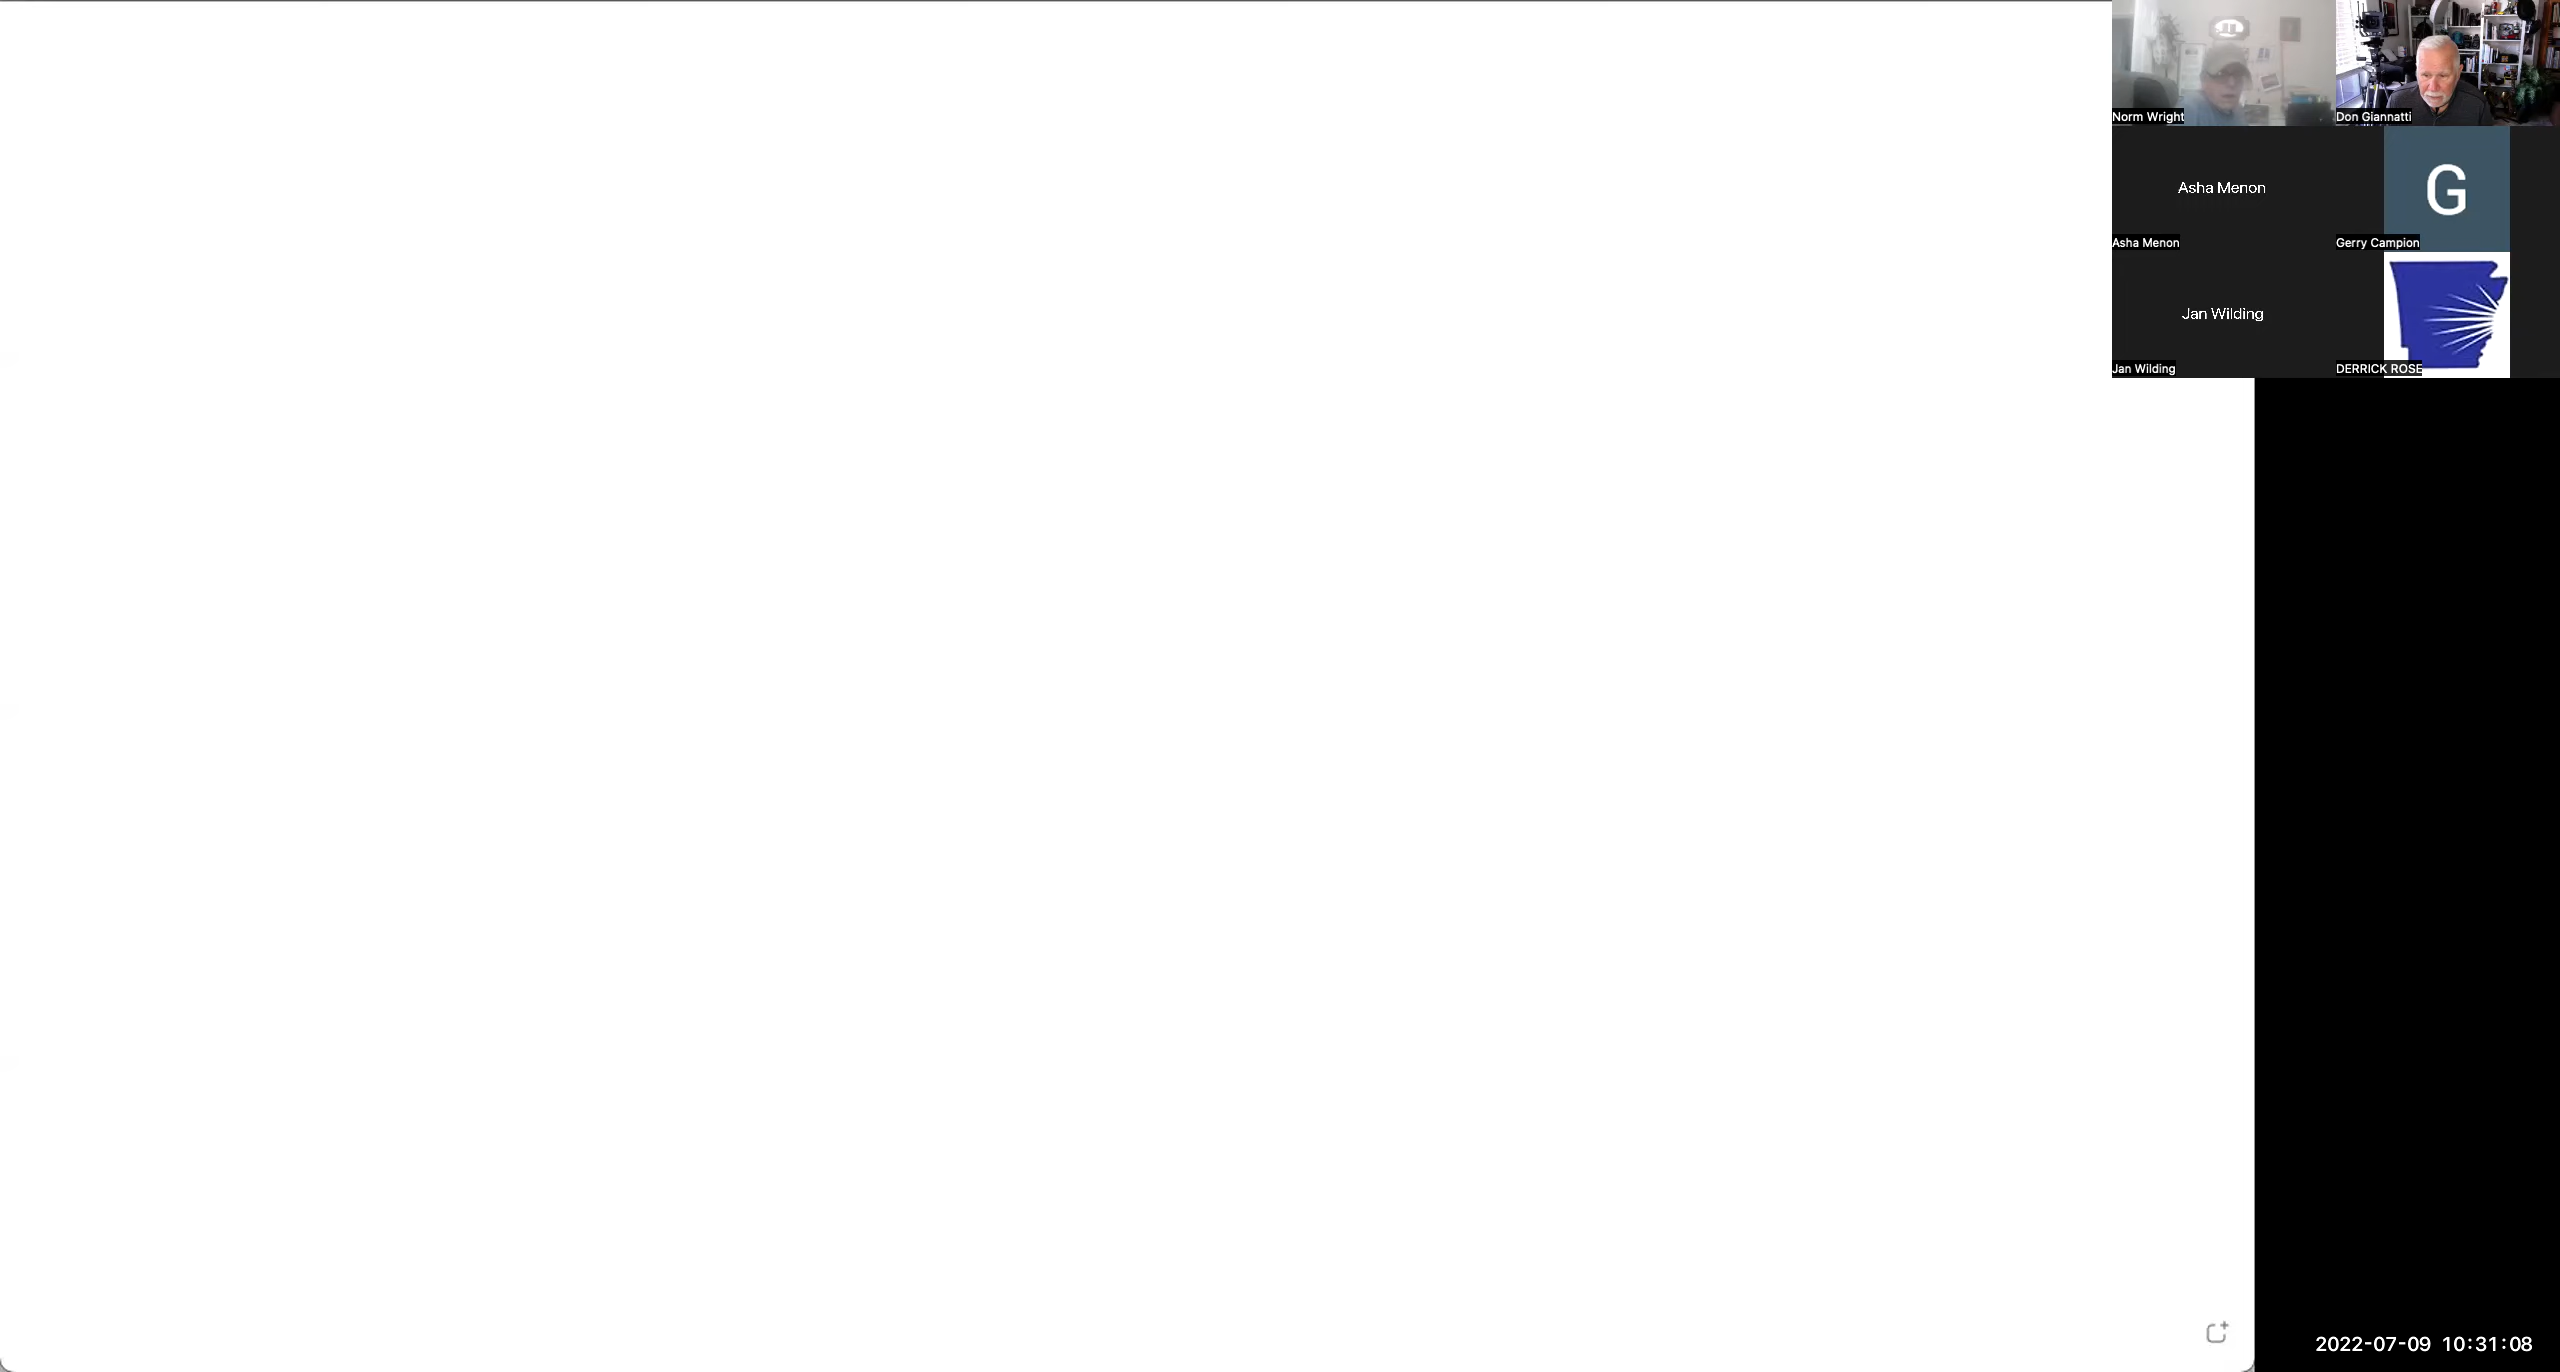 Norm Wright
Don Giannatti
Asha Menon
G
Asha Menon
Gerry Campion
Jan Wilding
Jan Wilding
DERRICK ROSE
2022-07-09 10:31:08